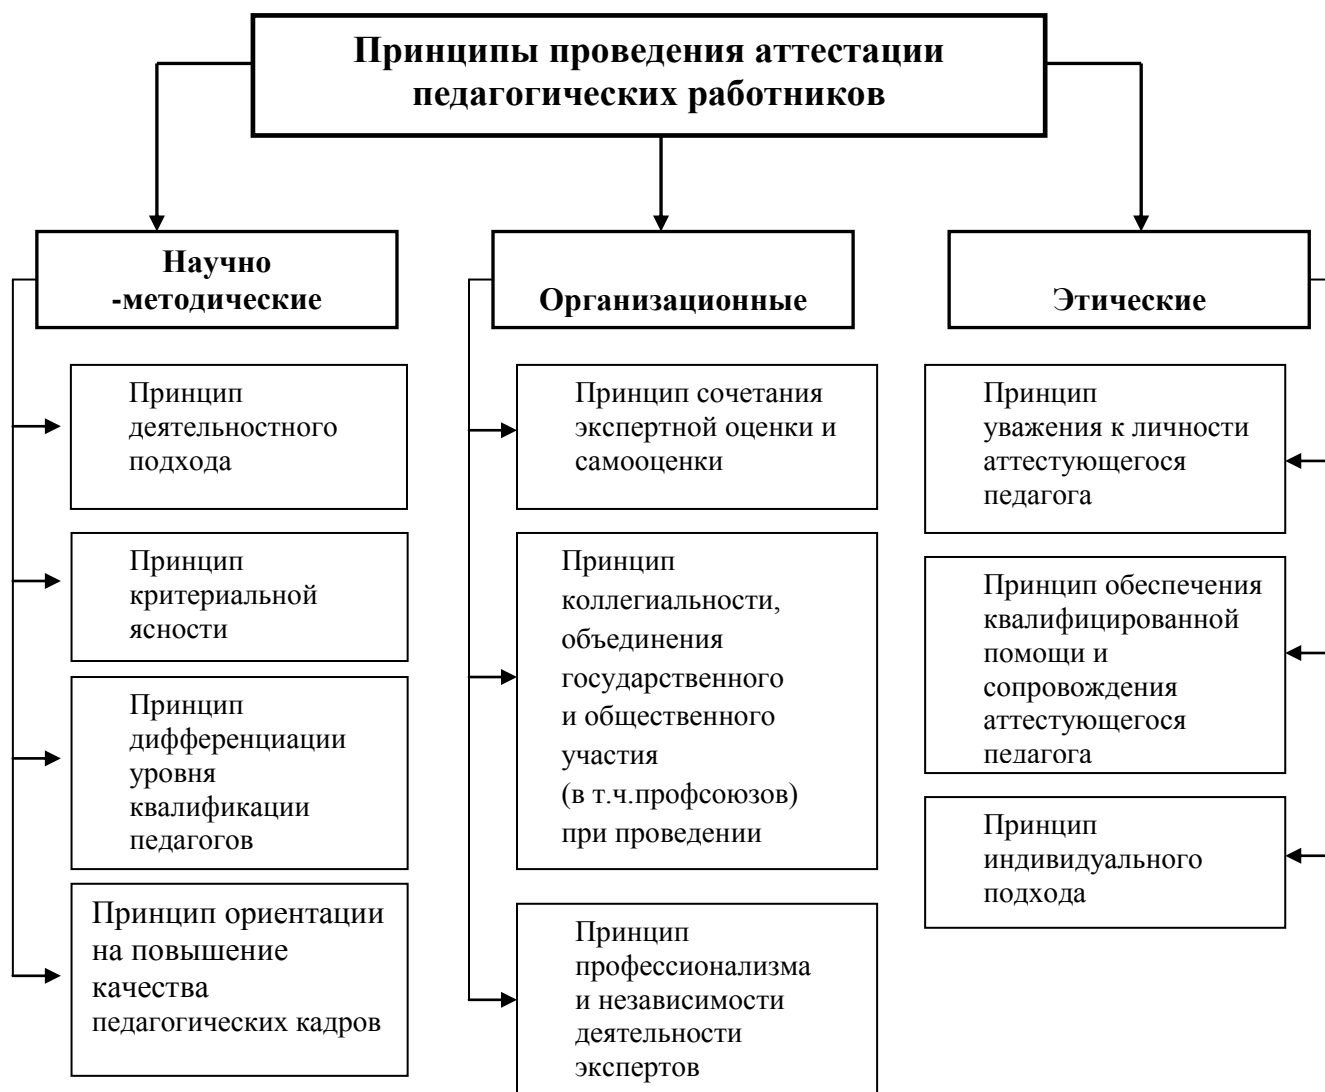 Принципы проведения аттестации
педагогических работников
Научно
-методические
Принцип
деятельностного
подхода
Принцип
критериальной
ясности
Принцип
дифференциации
уровня
квалификации
педагогов
Принцип ориентации
на повышение
качества
педагогических кадров
Организационные
Принцип сочетания
экспертной оценки и
самооценки
Принцип
коллегиальности,
объединения
государственного
и общественного
участия
(в т.ч.профсоюзов)
при проведении
Принцип
профессионализма
и независимости
деятельности
экспертов
Этические
Принцип
уважения к личности
аттестующегося
педагога
Принцип обеспечения
квалифицированной
помощи и
сопровождения
аттестующегося
педагога
Принцип
индивидуального
подхода